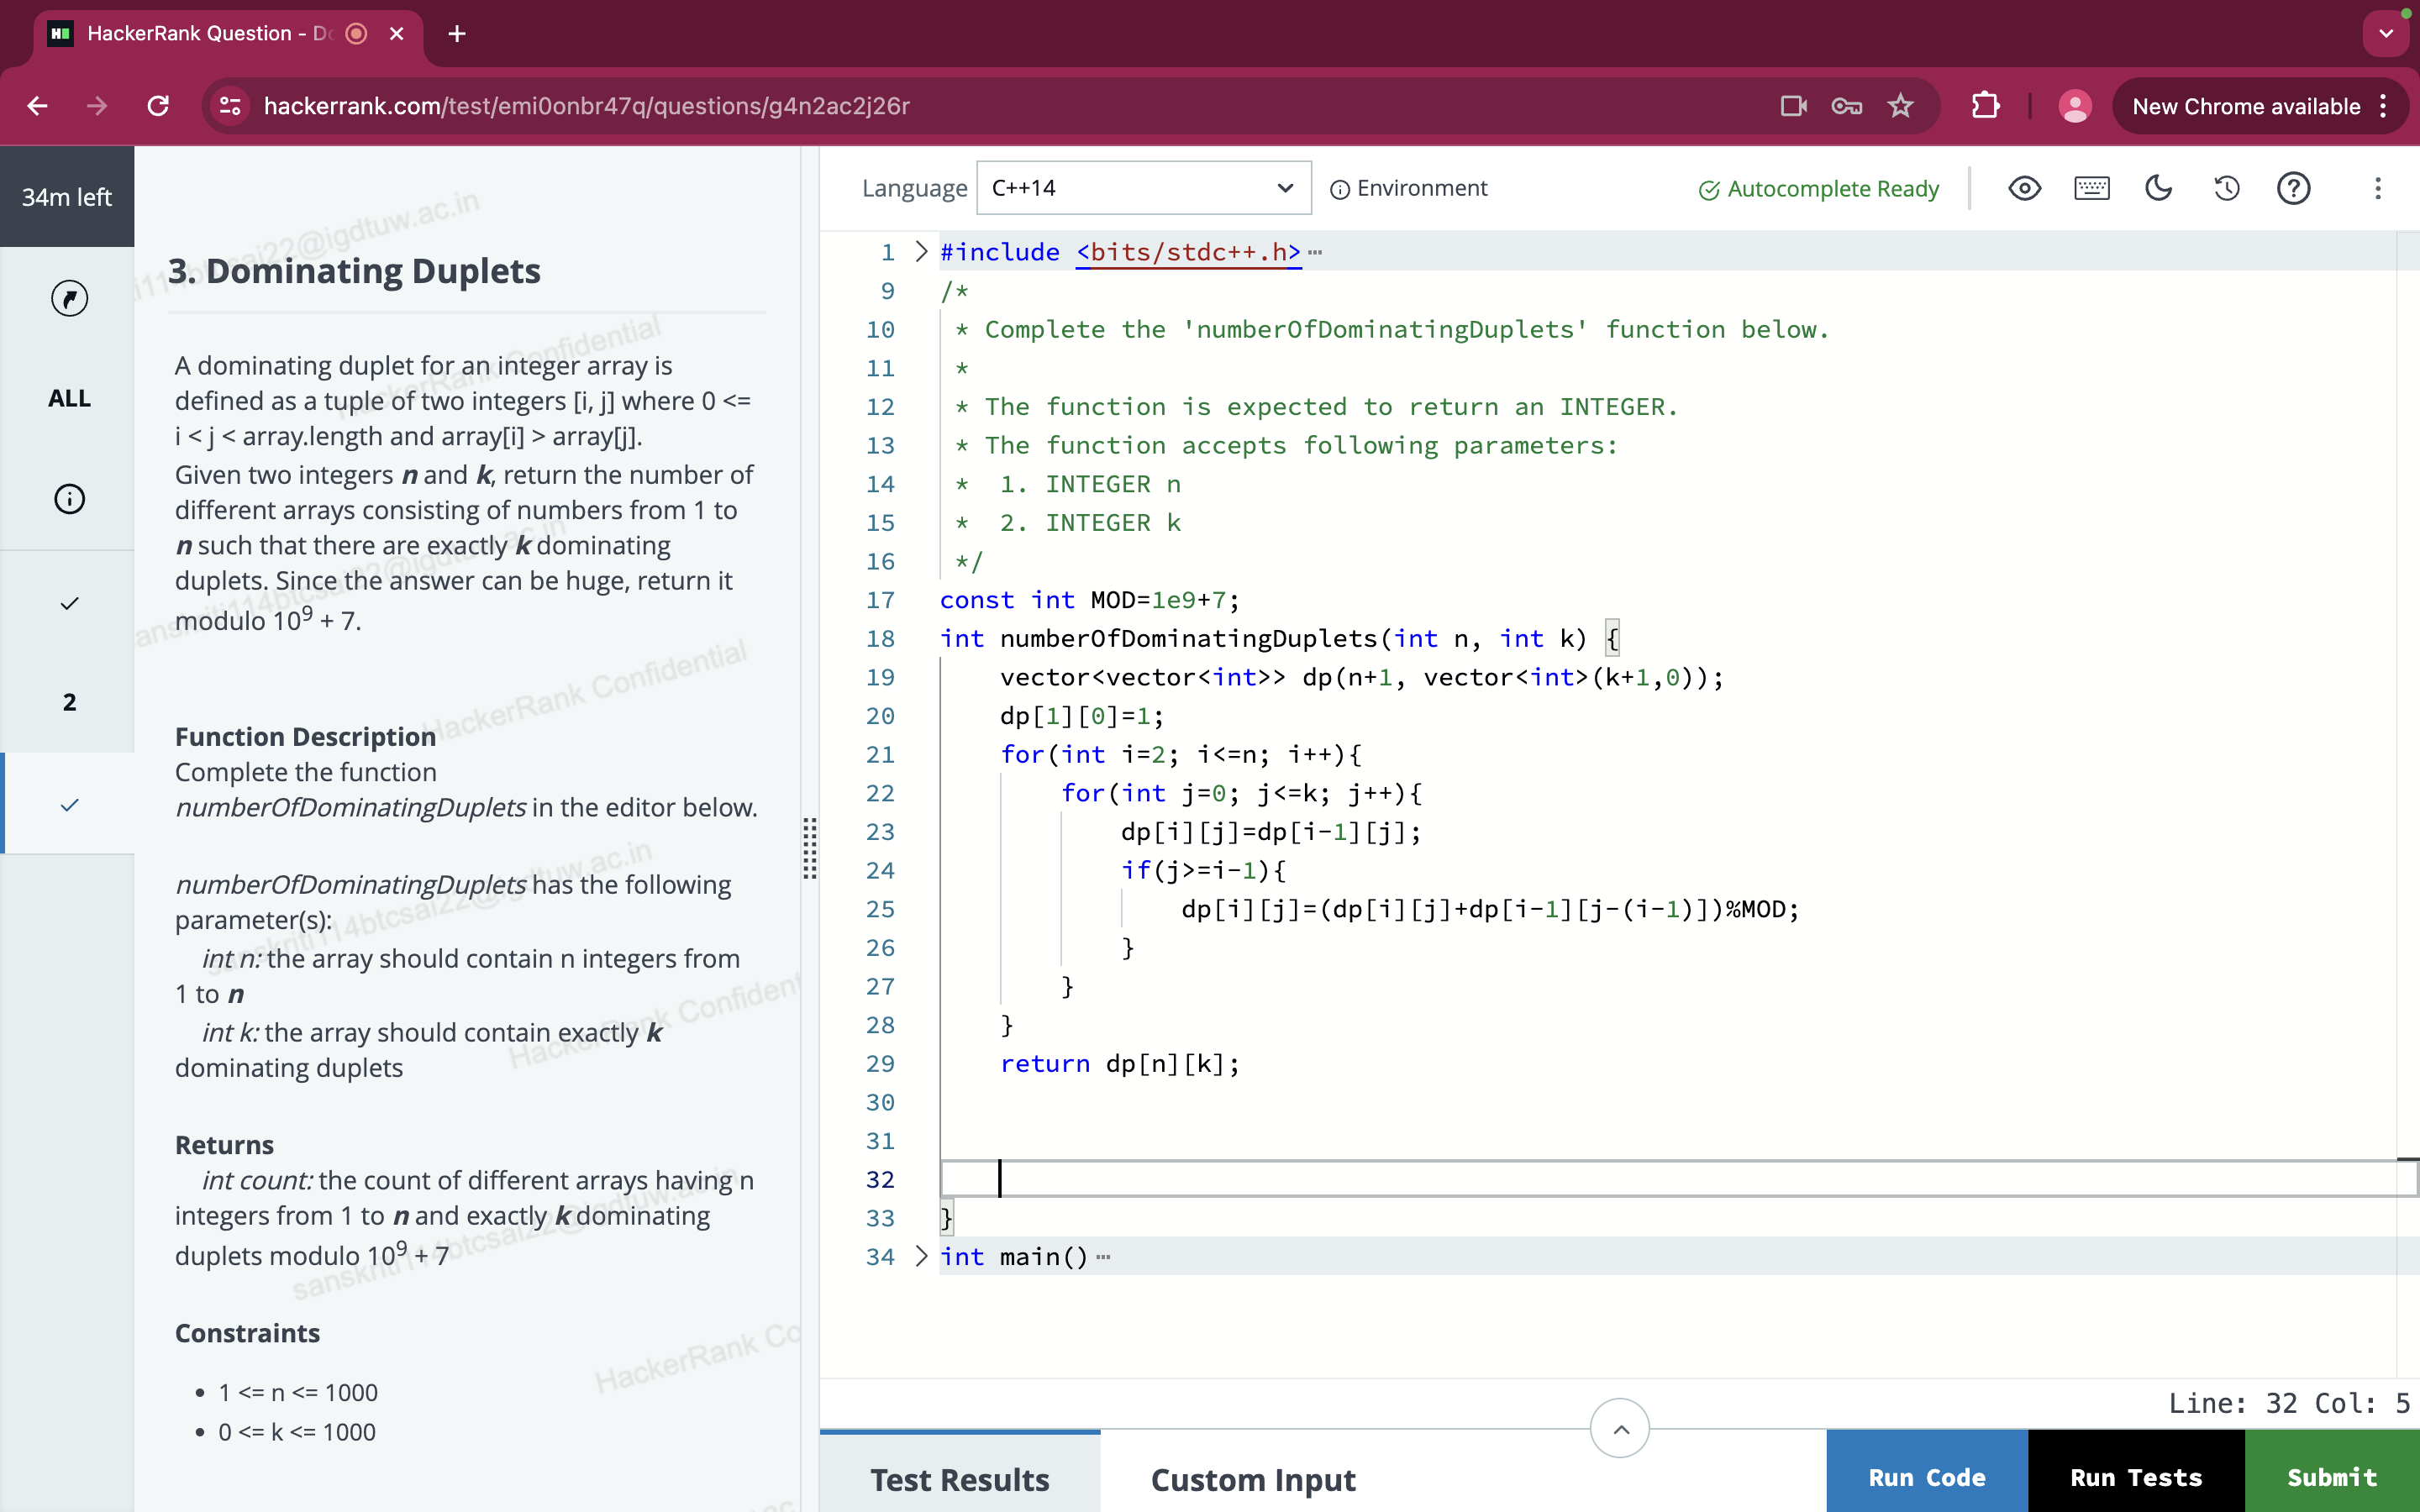 HackerRank Question - Do
hackerrank.com/test/emi0onbr47q/questions/g4n2ac2j26r
New Chrome available
34m left
ALL
2
3. Dominating Duplets
A dominating duplet for an integer array is
defined as a tuple of two integers [i, j] where 0 <=
i < j < array.length and array[i] > array[j].
Given two integers n and k, return the number of
different arrays consisting of numbers from 1 to
n such that there are exactly k dominating
duplets. Since the answer can be huge, return it
modulo 10^9 + 7.
Function Description
Complete the function
numberOfDominatingDuplets in the editor below.
numberOfDominatingDuplets has the following
parameter(s):
int n: the array should contain n integers from
1 to n
int k: the array should contain exactly k
dominating duplets
Returns
int count: the count of different arrays having n
integers from 1 to n and exactly k dominating
duplets modulo 10^9 + 7
Constraints
• 1 <= n <= 1000
• 0 <= k <= 1000
HackerRank Confidential
HackerRank Confidential
sanskriti114btcsai22@igdtuw.ac.in
Language C++14 Environment Autocomplete Ready
1 #include <bits/stdc++.h>
9 /*
10 * Complete the 'numberOfDominatingDuplets' function below.
11 *
12 * The function is expected to return an INTEGER.
13 * The function accepts following parameters:
14 * 1. INTEGER n
15 * 2. INTEGER k
16 */
17 const int MOD=1e9+7;
18 int numberOfDominatingDuplets(int n, int k) {
19 vector<vector<int>> dp(n+1, vector<int>(k+1,0));
20 dp[1][0]=1;
21 for(int i=2; i<=n; i++){
22 for(int j=0; j<=k; j++){
23 dp[i][j]=dp[i-1][j];
24 if(j>=i-1){
25 dp[i][j]=(dp[i][j]+dp[i-1][j-(i-1)])%MOD;
26 }
27 }
28 }
29 return dp[n][k];
30
31
32
33 }
34 int main()
Line: 32 Col: 5
Test Results
Custom Input
Run Code
Run Tests
Submit